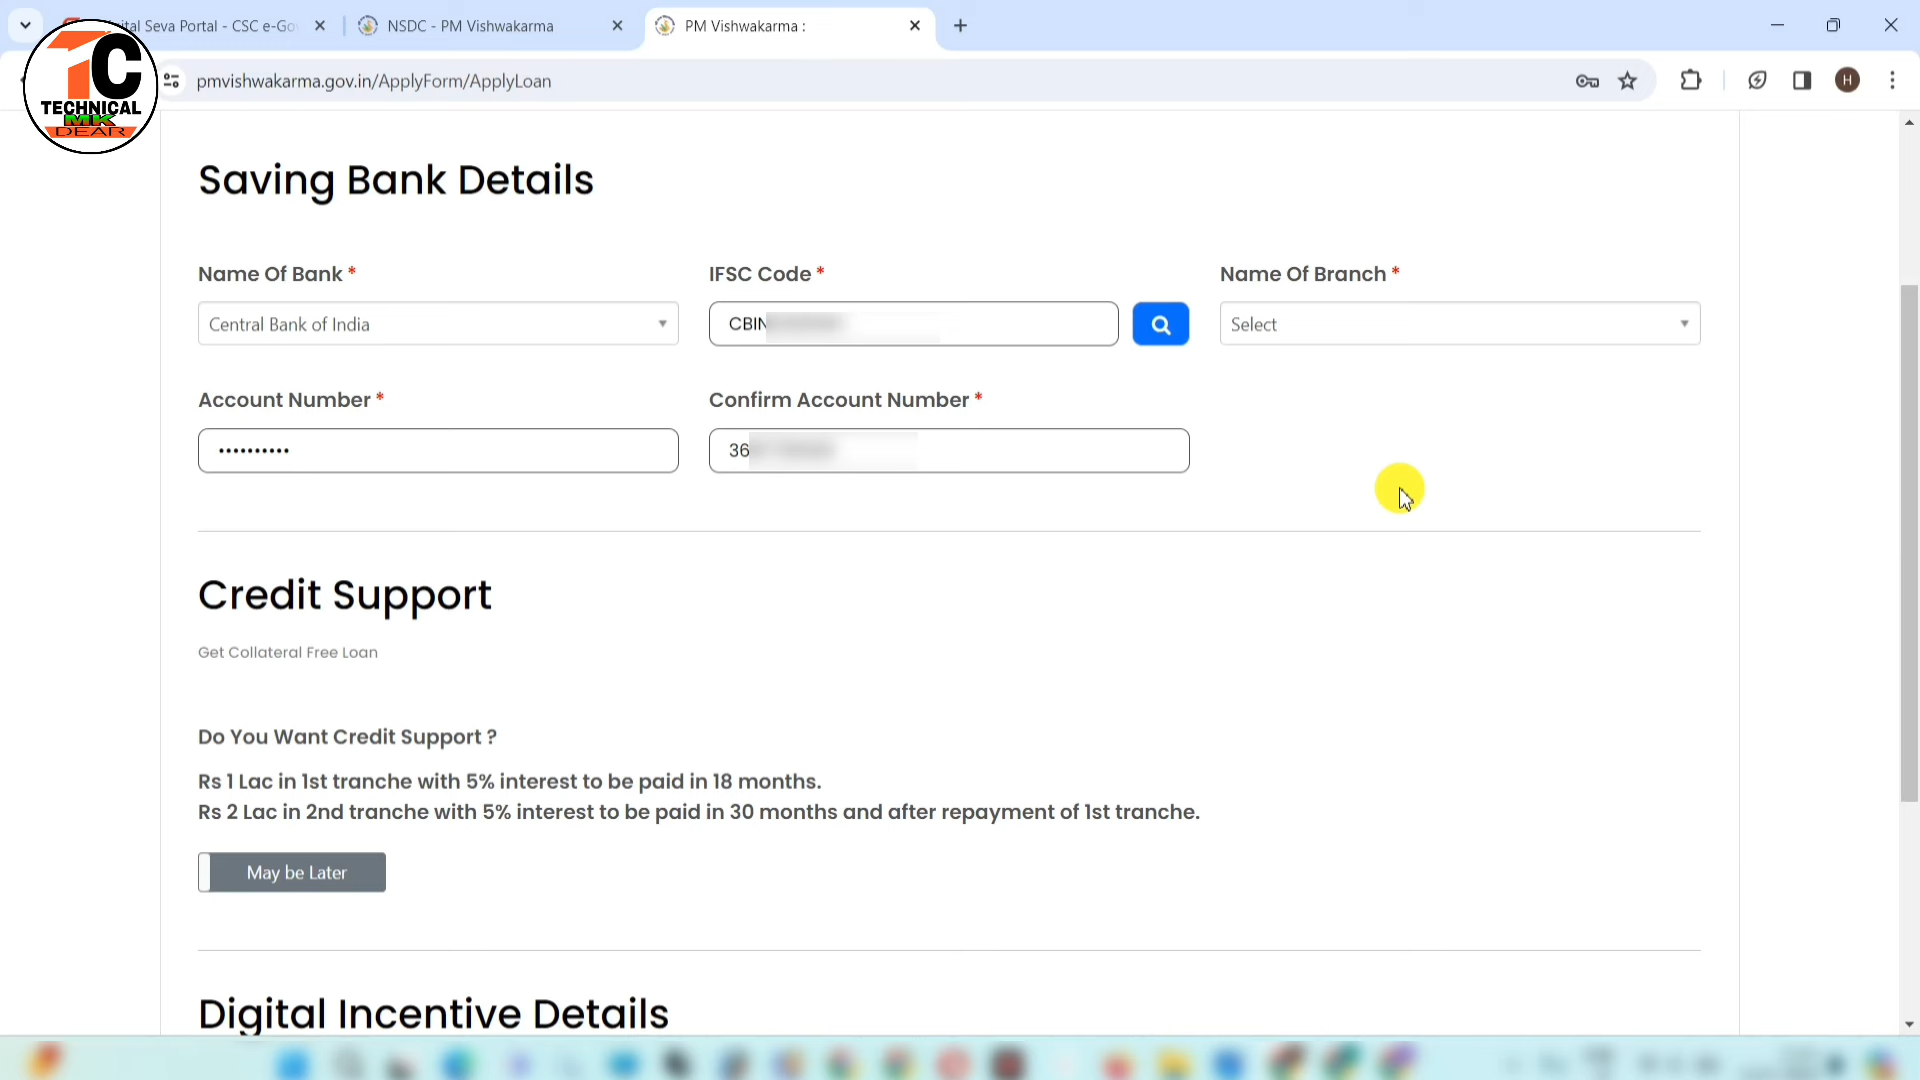 ital Seva Portal - CSC e-Go
NSDC - PM Vishwakarma
PM Vishwakarma :
pmvishwakarma.gov.in/ApplyForm/ApplyLoan
H
TC
TECHNICAL
MK
DEAR
Saving Bank Details
Name Of Bank *
IFSC Code *
Name Of Branch *
Central Bank of India
CBIN
Select
Account Number *
Confirm Account Number *
••••••••••
36
Credit Support
Get Collateral Free Loan
Do You Want Credit Support ?
Rs 1 Lac in 1st tranche with 5% interest to be paid in 18 months.
Rs 2 Lac in 2nd tranche with 5% interest to be paid in 30 months and after repayment of 1st tranche.
May be Later
Digital Incentive Details